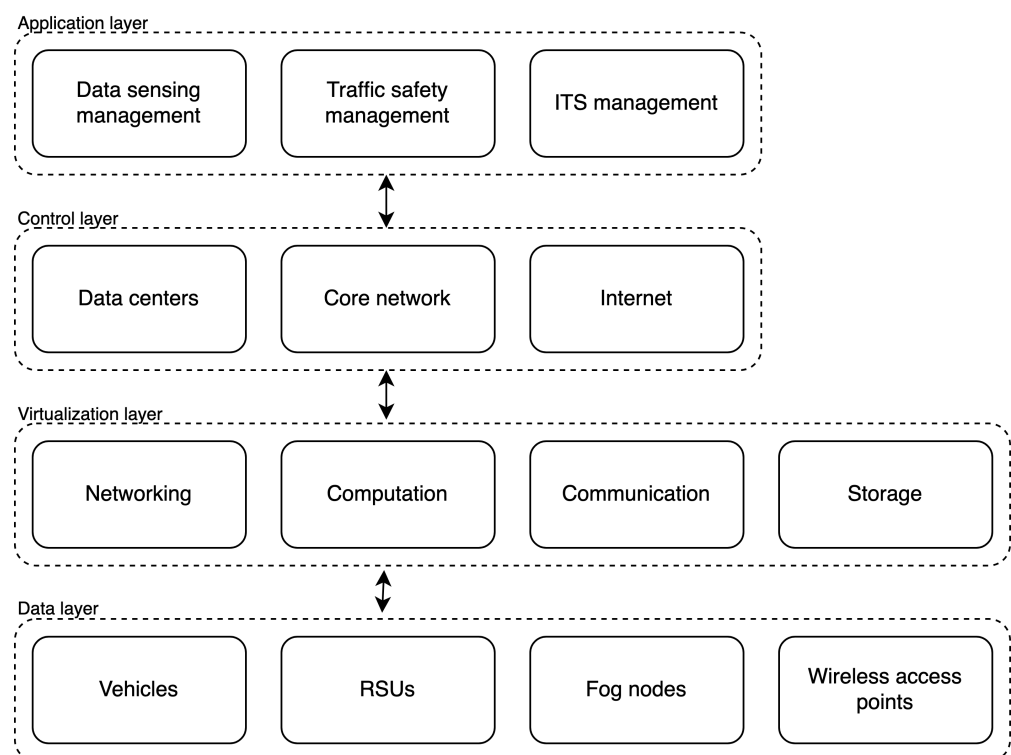 Application layer
Data sensing
management
Traffic safety
management
ITS management
Control layer
Data centers
Core network
Internet
Virtualization layer
Networking
Computation
Communication
Storage
Data layer
Vehicles
RSUs
Fog nodes
Wireless access
points